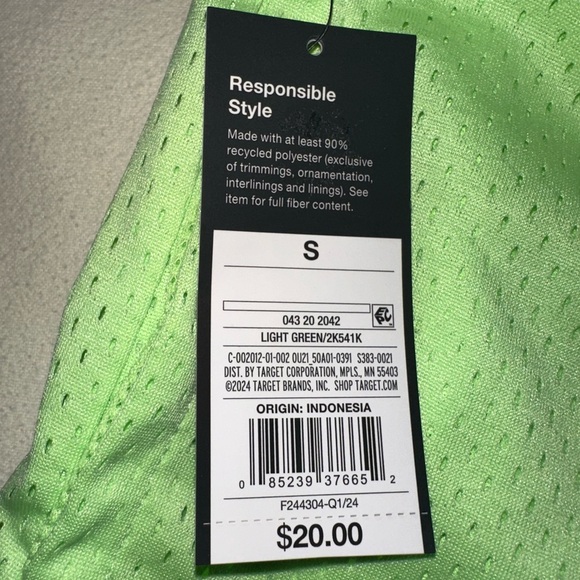 Responsible
Style
Made with at least 90%
recycled polyester (exclusive
of trimmings, ornamentation,
interlinings and linings). See
item for full fiber content.
S
043 20 2042
LIGHT GREEN/2K541K
C-002012-01-002 0U21 50A01-0391 S383-0021
DIST. BY TARGET CORPORATION, MPLS., MN 55403
©2024 TARGET BRANDS, INC. SHOP TARGET.COM
ORIGIN: INDONESIA
0 85239 37665 2
F244304-Q1/24
$20.00